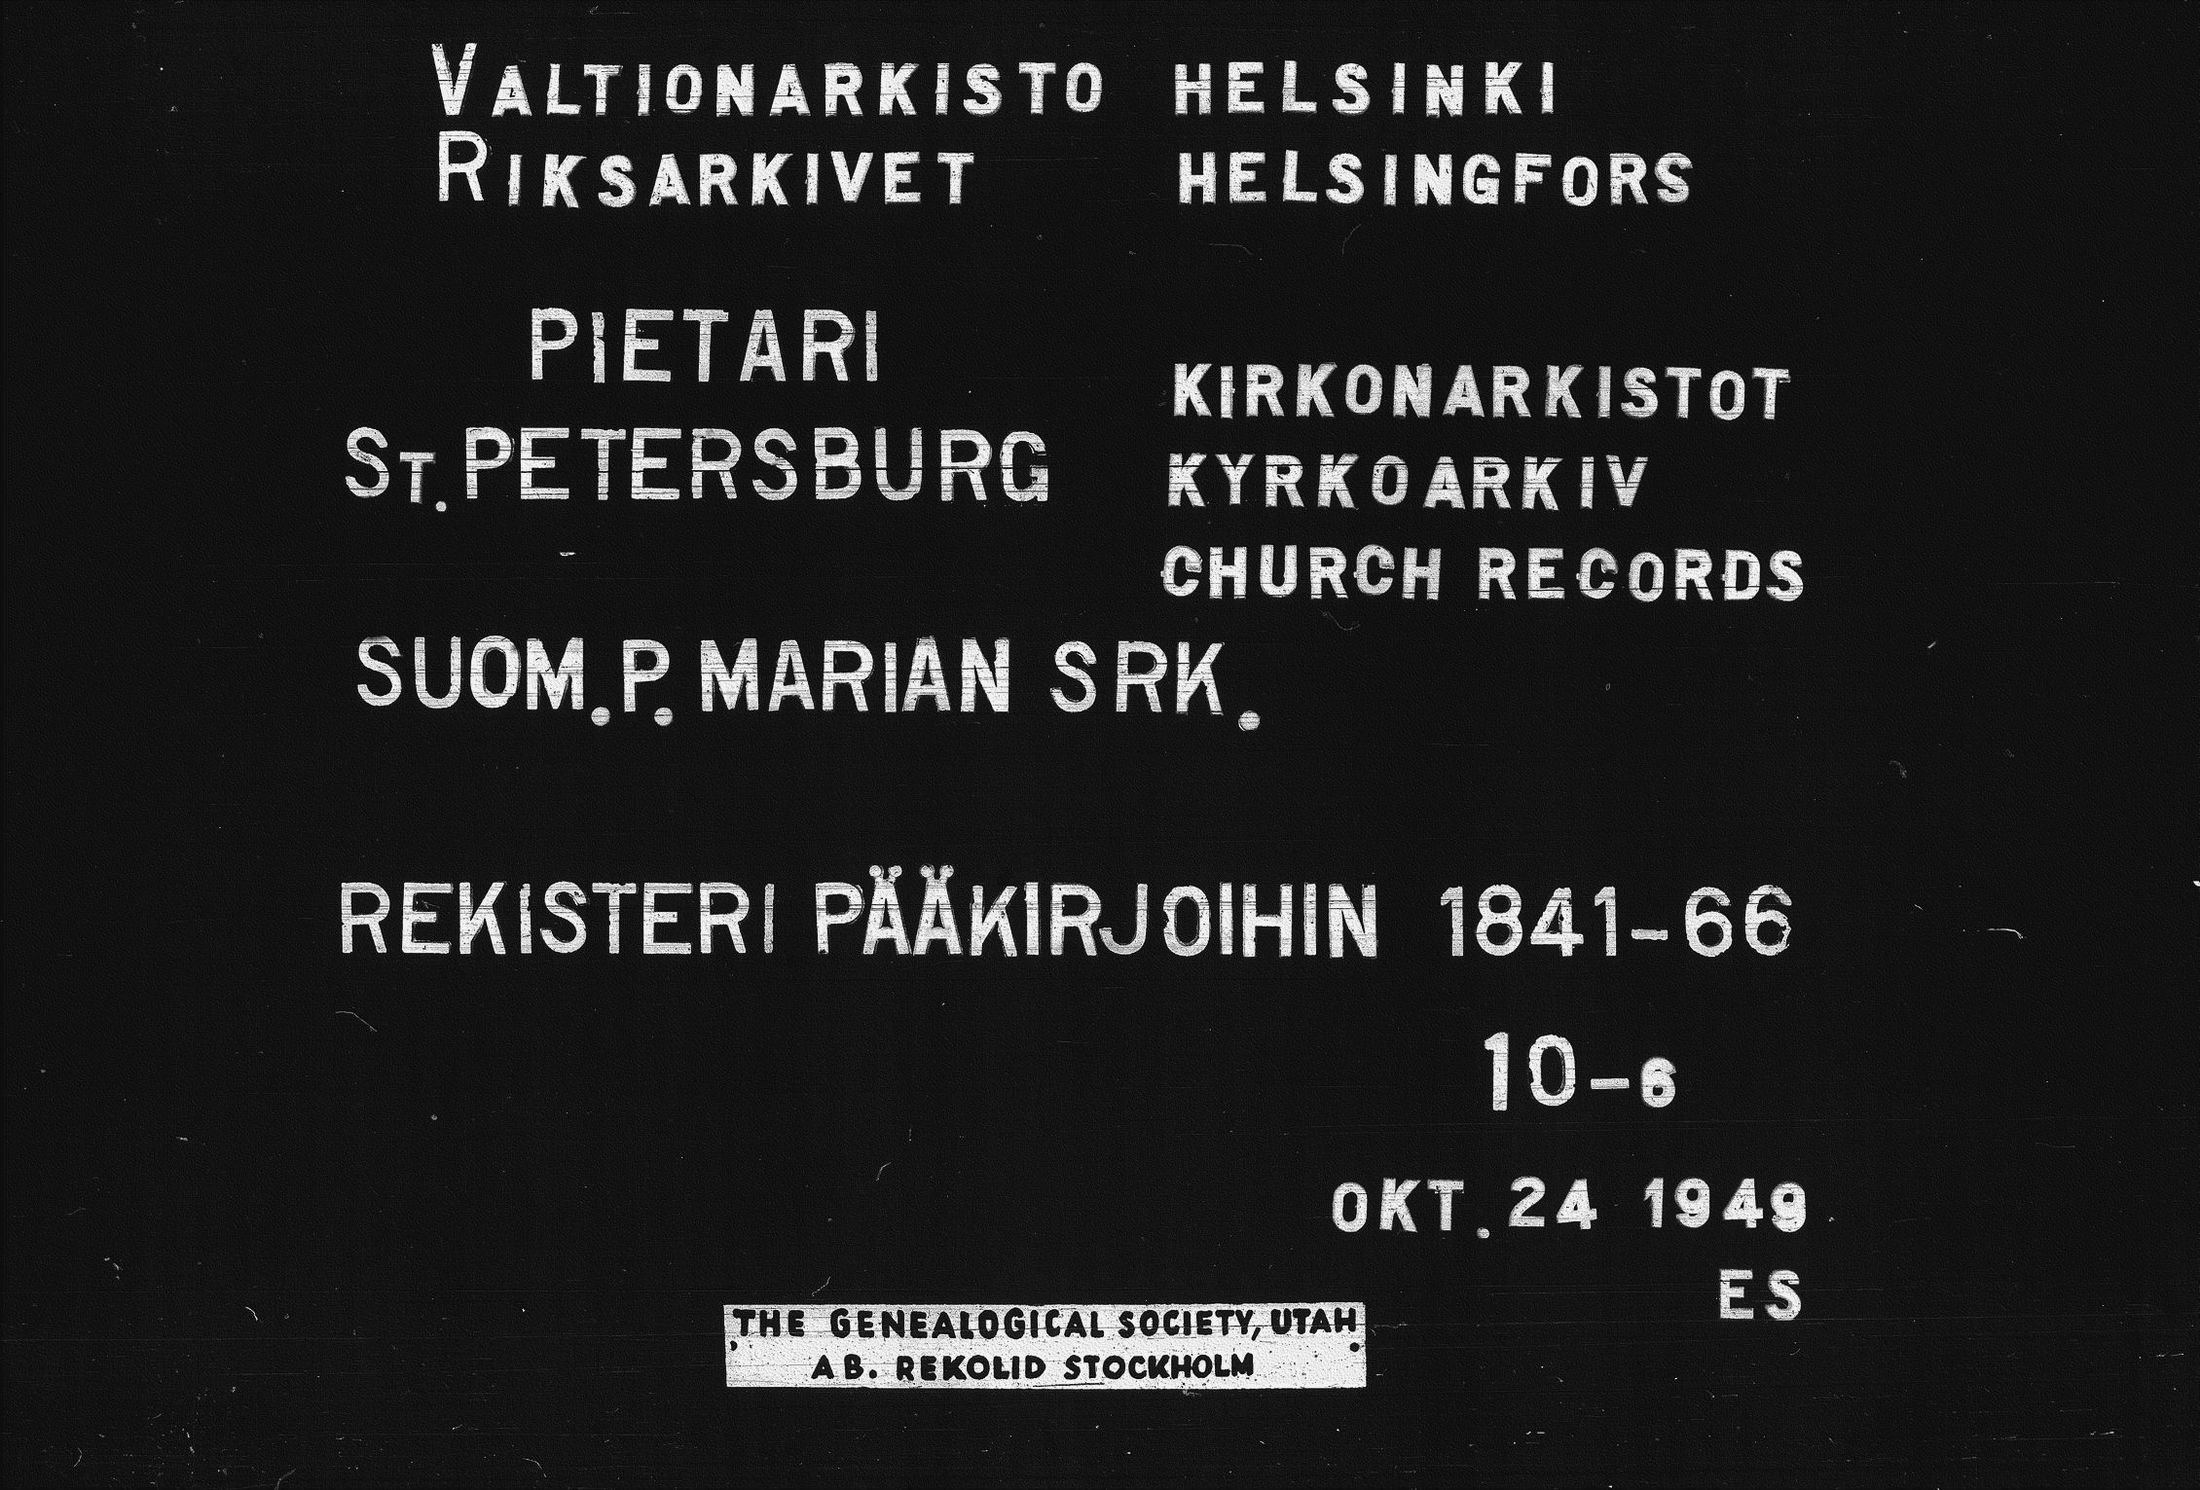 VALTIONARKISTO HELSINKI
RIKSARKIVET HELSINGFORS
PIETARI
ST. PETERSBURG
KIRKONARKISTOT
KYRKOARKIV
CHURCH RECORDS
SUOM. P. MARIAN SRK.
REKISTERI PÄÄKIRJOIHIN 1841-66
10-6
OKT. 24 1949
ES
THE GENEALOGICAL SOCIETY, UTAH
AB. REKOLID STOCKHOLM